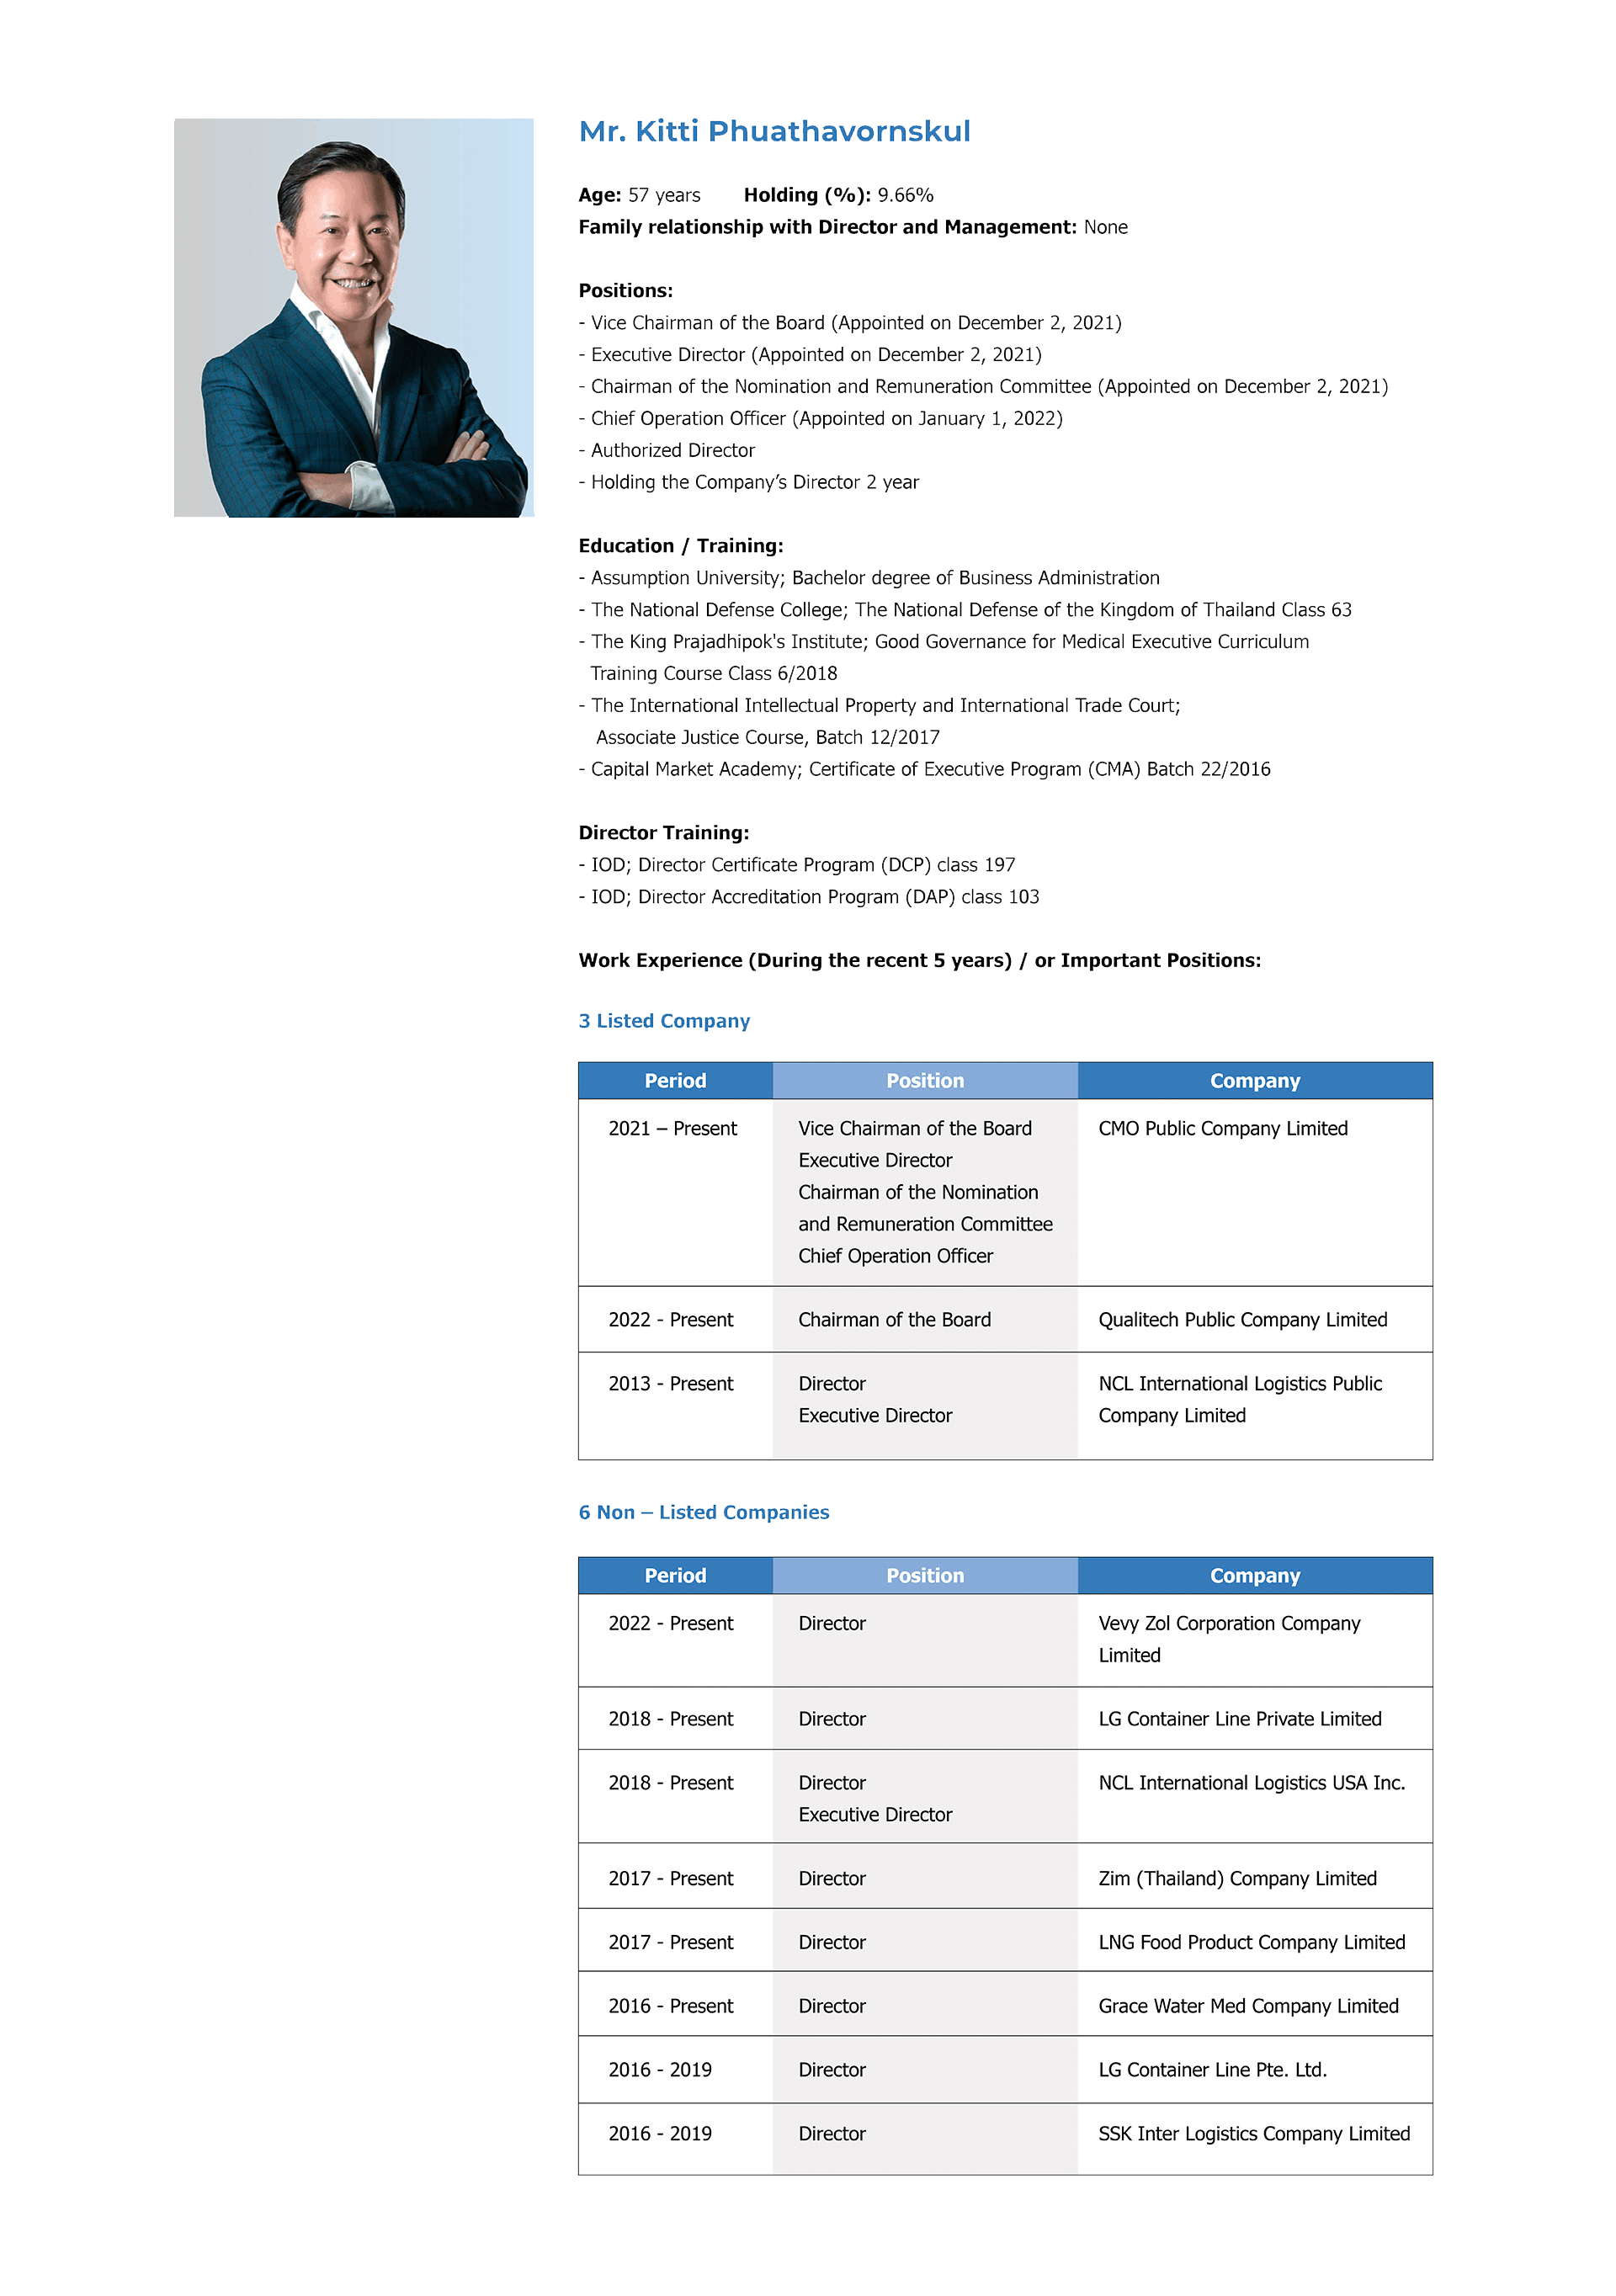 Mr. Kitti Phuathavornskul
Age: 57 years Holding (%): 9.66%
Family relationship with Director and Management: None
Positions:
- Vice Chairman of the Board (Appointed on December 2, 2021)
- Executive Director (Appointed on December 2, 2021)
- Chairman of the Nomination and Remuneration Committee (Appointed on December 2, 2021)
- Chief Operation Officer (Appointed on January 1, 2022)
- Authorized Director
- Holding the Company’s Director 2 year
Education / Training:
- Assumption University; Bachelor degree of Business Administration
- The National Defense College; The National Defense of the Kingdom of Thailand Class 63
- The King Prajadhipok's Institute; Good Governance for Medical Executive Curriculum
Training Course Class 6/2018
- The International Intellectual Property and International Trade Court;
Associate Justice Course, Batch 12/2017
- Capital Market Academy; Certificate of Executive Program (CMA) Batch 22/2016
Director Training:
- IOD; Director Certificate Program (DCP) class 197
- IOD; Director Accreditation Program (DAP) class 103
Work Experience (During the recent 5 years) / or Important Positions:
3 Listed Company
Period Position Company
2021 – Present Vice Chairman of the Board CMO Public Company Limited
Executive Director
Chairman of the Nomination
and Remuneration Committee
Chief Operation Officer
2022 - Present Chairman of the Board Qualitech Public Company Limited
2013 - Present Director NCL International Logistics Public
Executive Director Company Limited
6 Non – Listed Companies
Period Position Company
2022 - Present Director Vevy Zol Corporation Company
Limited
2018 - Present Director LG Container Line Private Limited
2018 - Present Director NCL International Logistics USA Inc.
Executive Director
2017 - Present Director Zim (Thailand) Company Limited
2017 - Present Director LNG Food Product Company Limited
2016 - Present Director Grace Water Med Company Limited
2016 - 2019 Director LG Container Line Pte. Ltd.
2016 - 2019 Director SSK Inter Logistics Company Limited